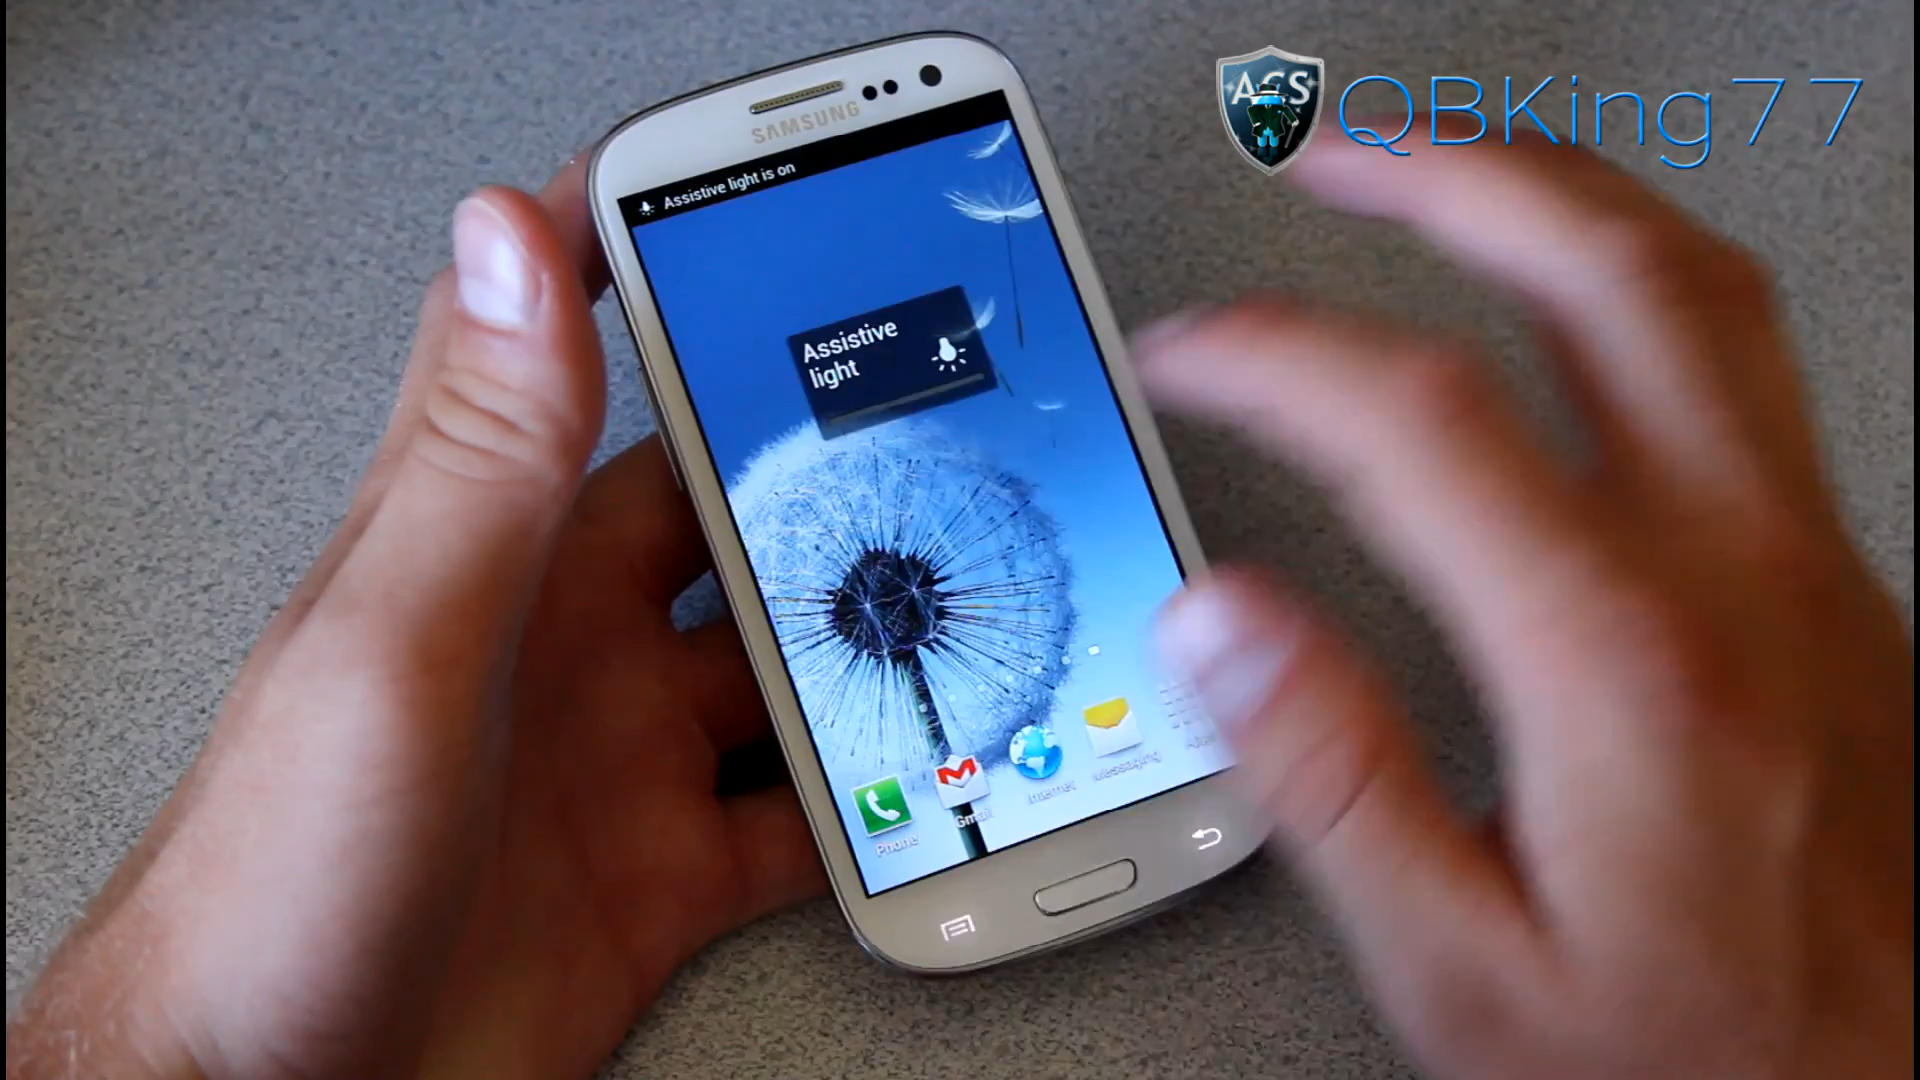 ACS
QBKing77
SAMSUNG
Assistive light is on
Assistive
light
Phone
Gmail
Internet
Messaging